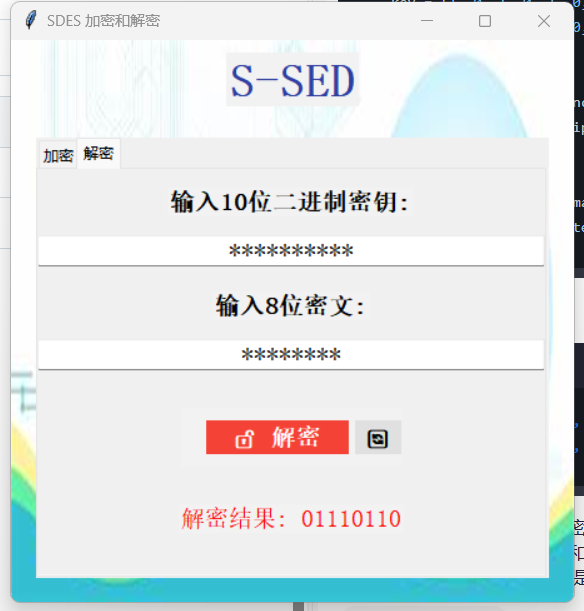 SDES 加密和解密
S-SED
加密 解密
输入10位二进制密钥:
**********
输入8位密文:
********
解密
解密结果: 01110110